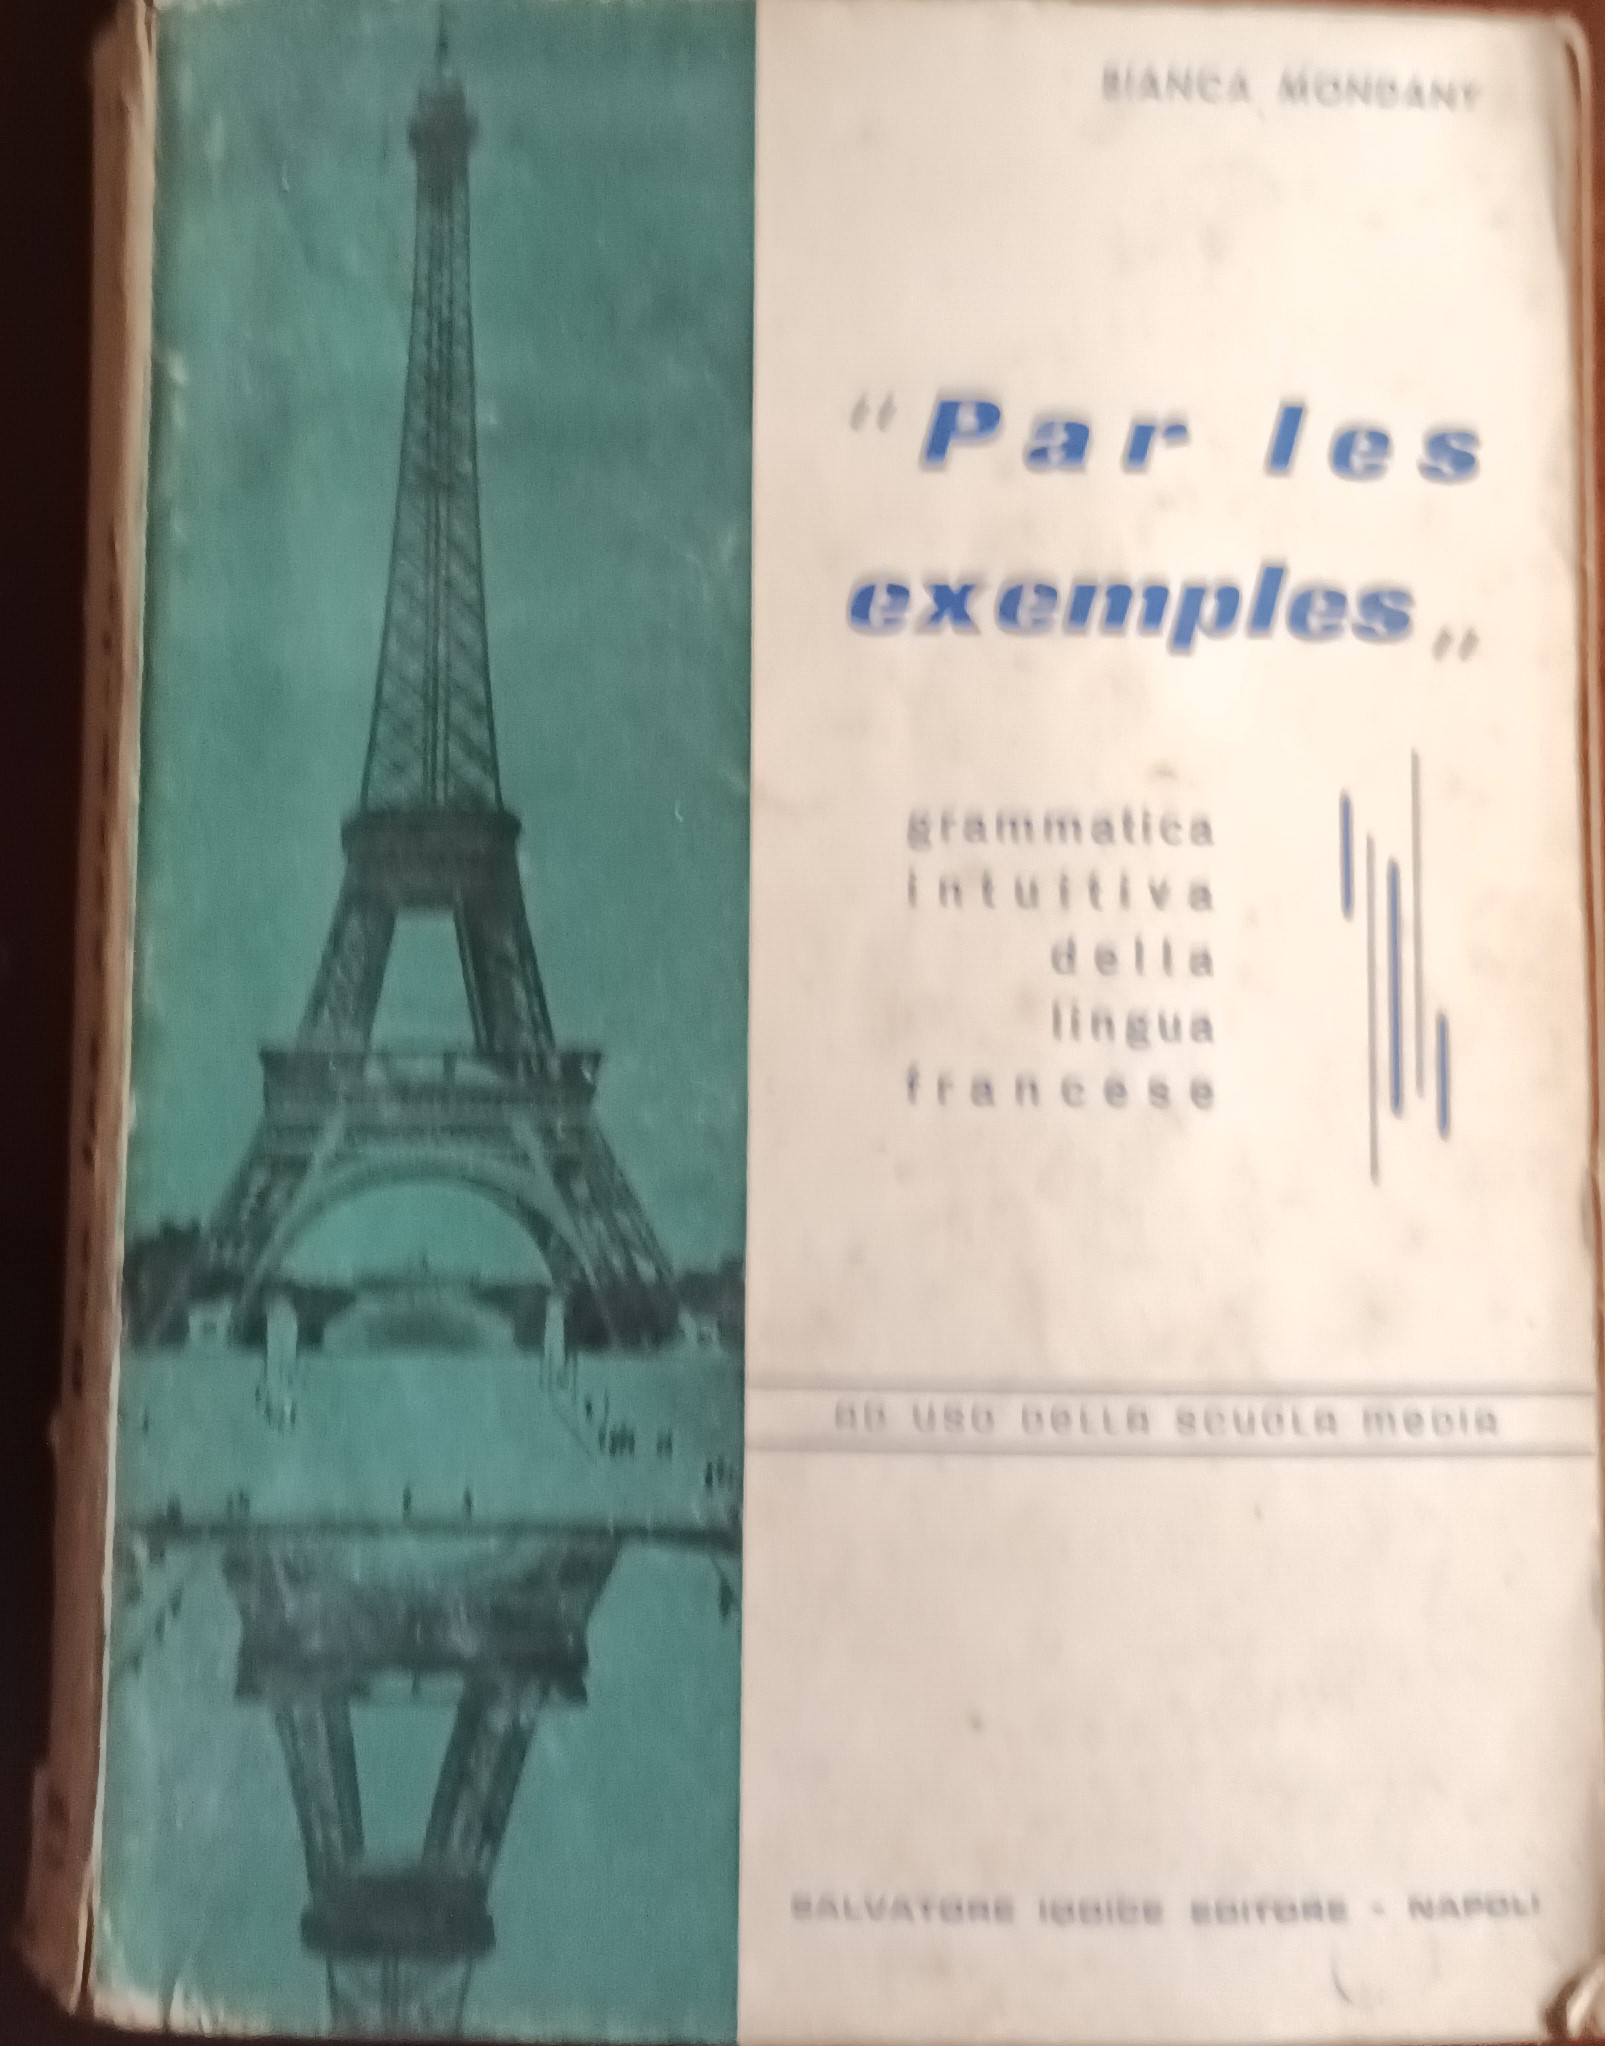 BIANCA MONDANY
“Par les
exemples„
grammatica
intuitiva
della
lingua
francese
AD USO DELLA SCUOLA MEDIA
SALVATORE IODICE EDITORE - NAPOLI